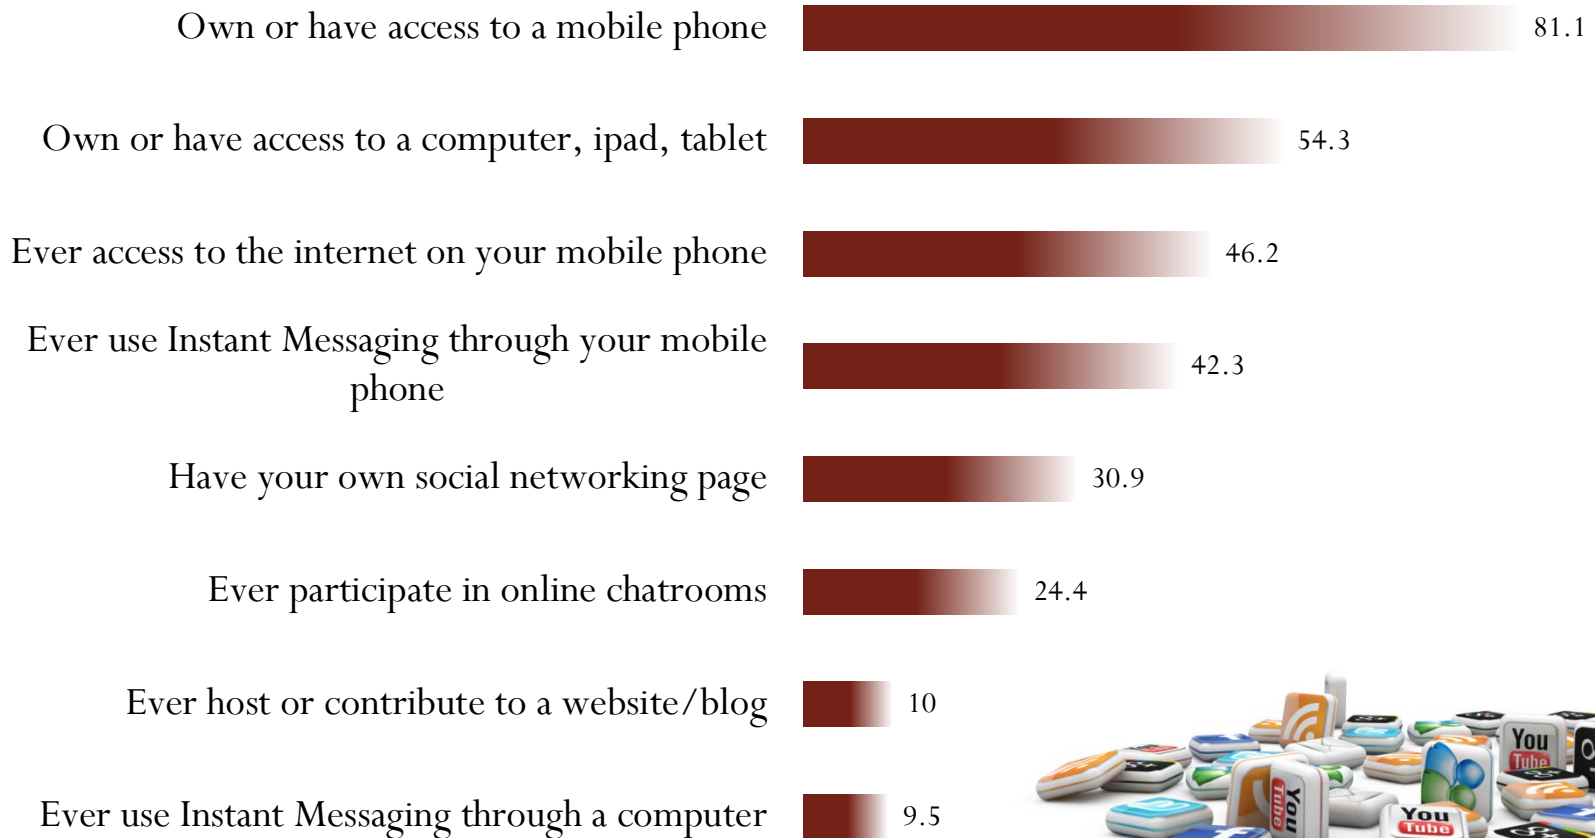 Own or have access to a mobile phone 81.1
Own or have access to a computer, ipad, tablet 54.3
Ever access to the internet on your mobile phone 46.2
Ever use Instant Messaging through your mobile
phone 42.3
Have your own social networking page 30.9
Ever participate in online chatrooms 24.4
Ever host or contribute to a website/blog 10
Ever use Instant Messaging through a computer 9.5
You
Tube
You
Tube
You
Tube